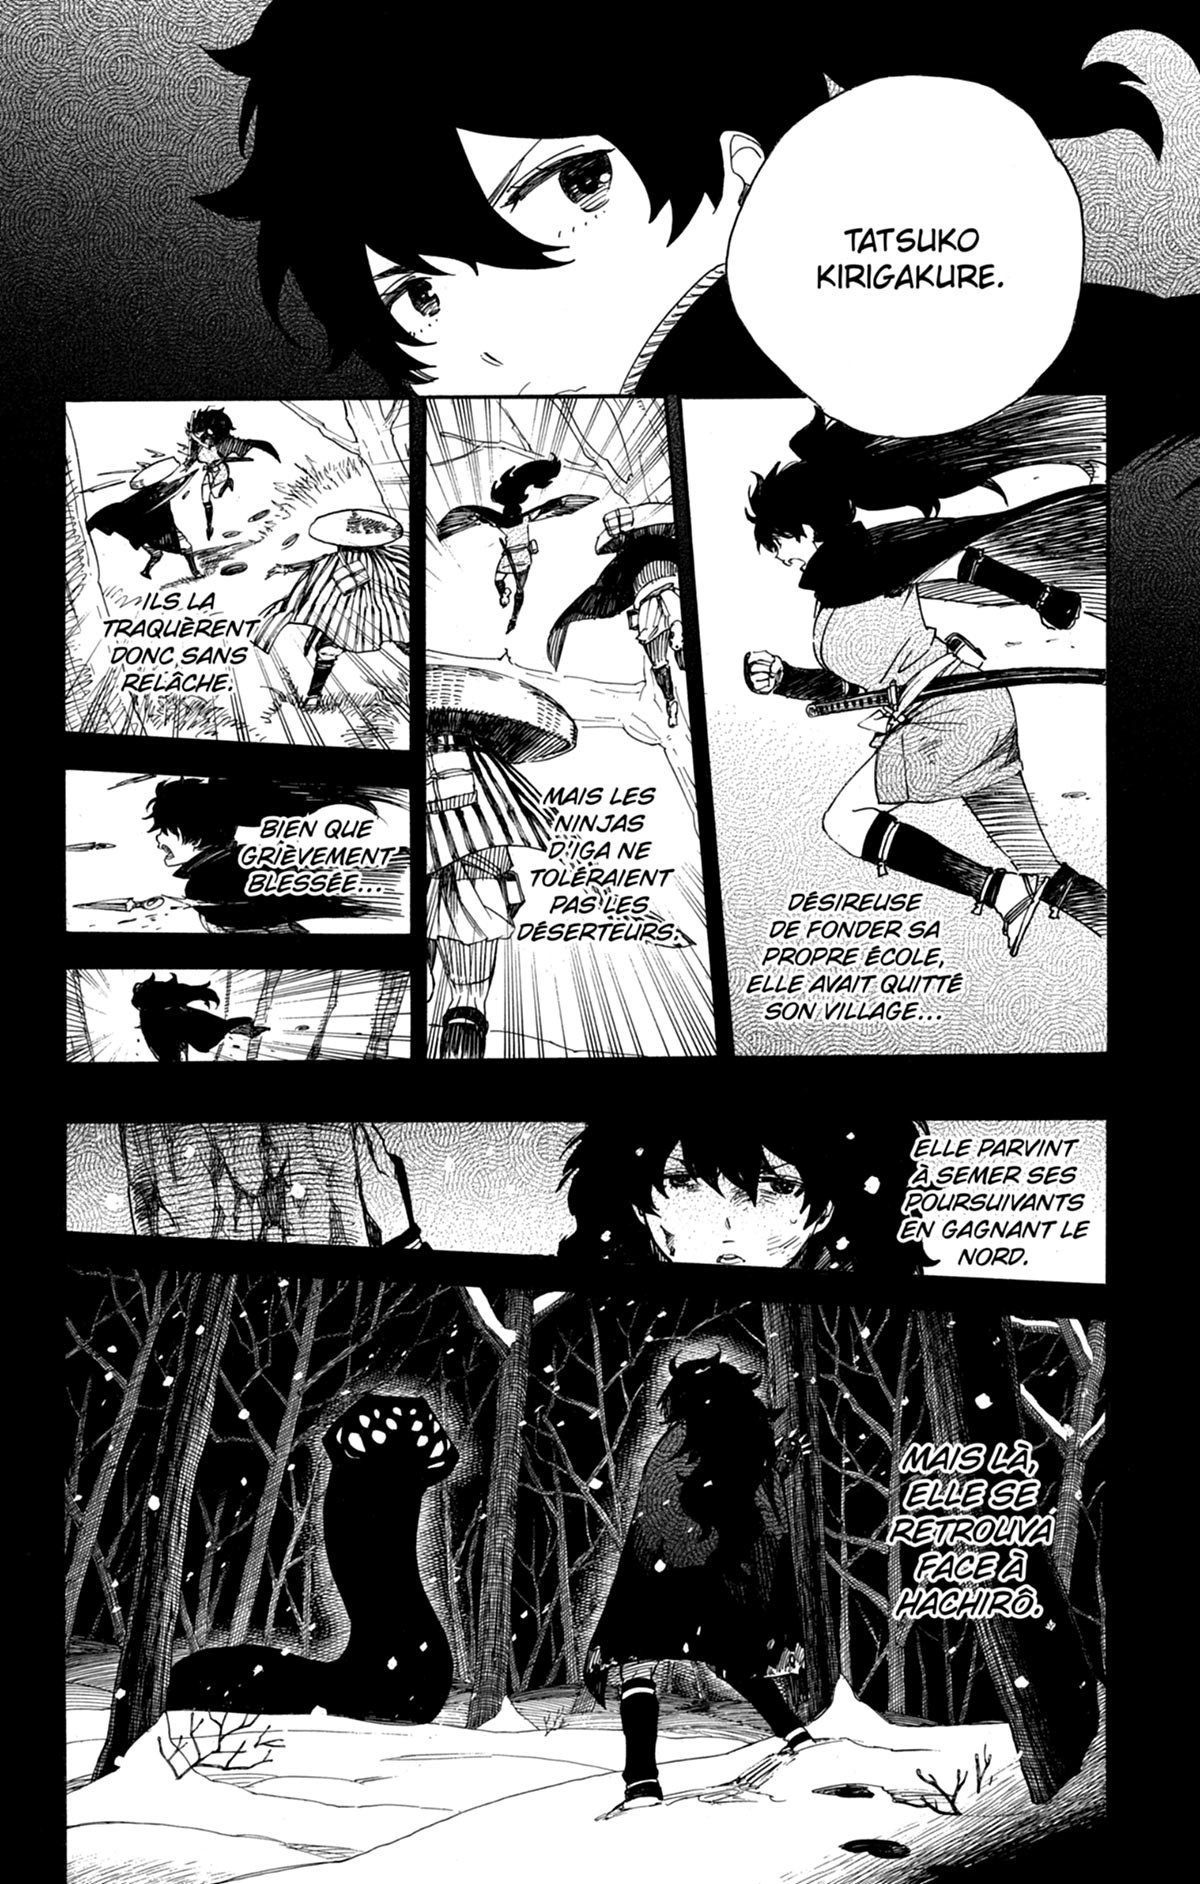 TATSUKO
KIRIGAKURE.
DÉSIREUSE
DE FONDER SA
PROPRE ÉCOLE,
ELLE AVAIT QUITTÉ
SON VILLAGE...
MAIS LES
NINJAS
D'IGA NE
TOLÉRAIENT
PAS LES
DÉSERTEURS.
ILS LA
TRAQUÈRENT
DONC SANS
RELÂCHE.
BIEN QUE
GRIÈVEMENT
BLESSÉE...
ELLE PARVINT
À SEMER SES
POURSUIVANTS
EN GAGNANT LE
NORD.
MAIS LÀ,
ELLE SE
RETROUVA
FACE À
HACHIRÔ.